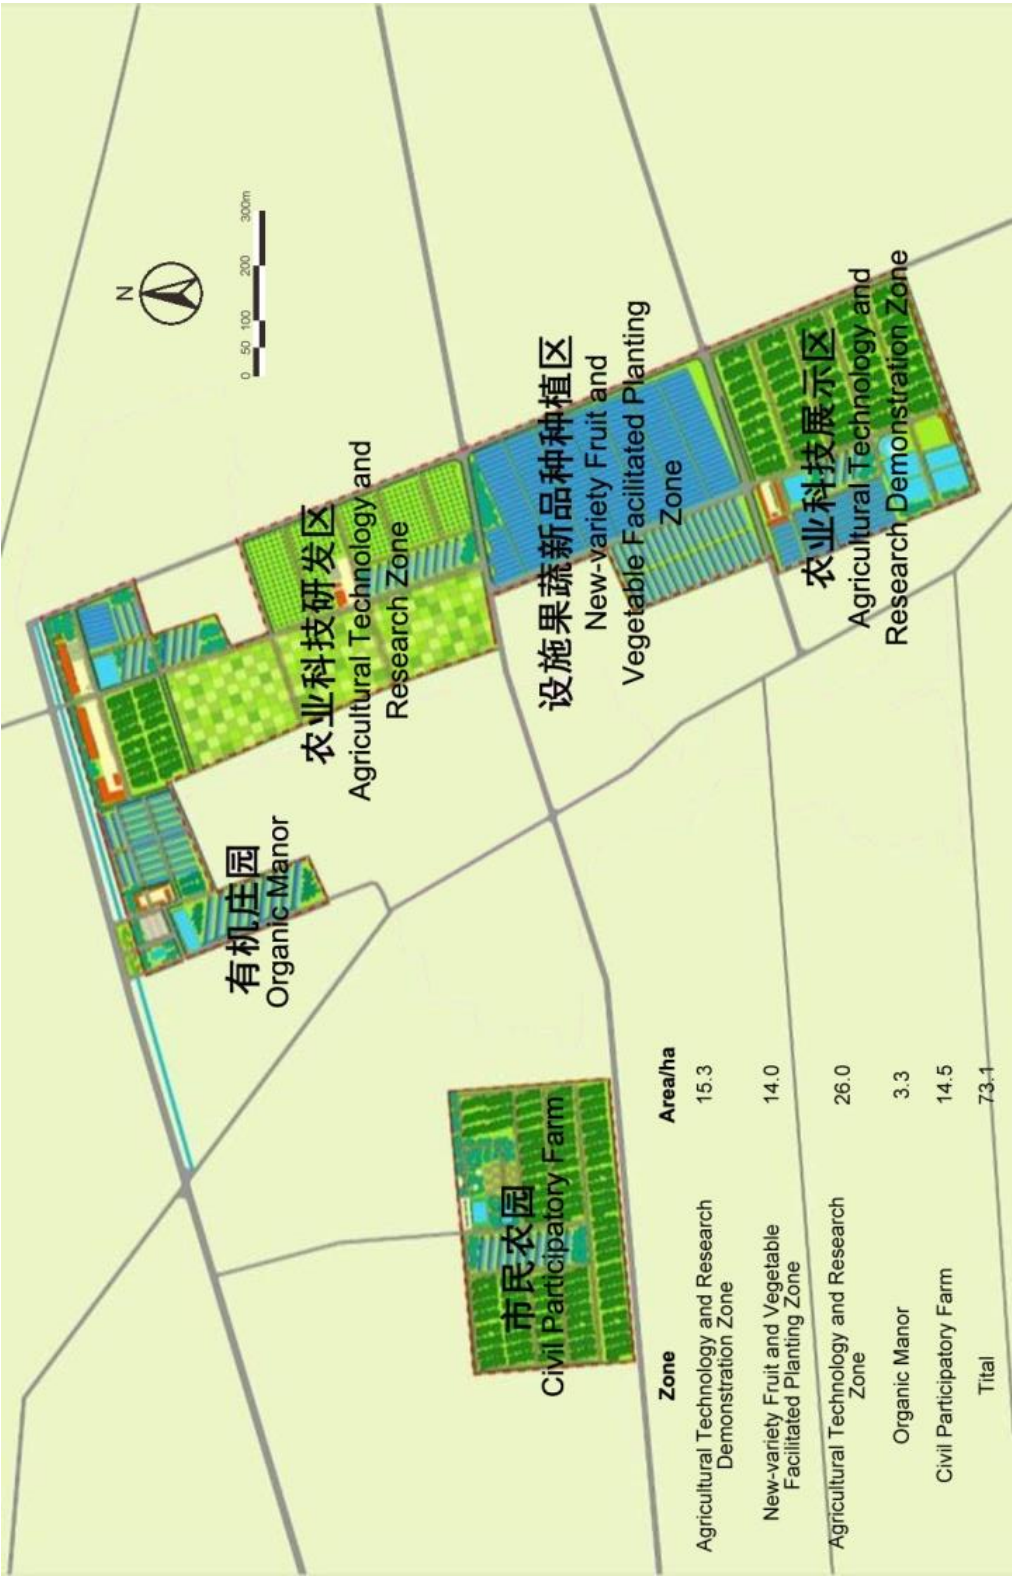 N
0 50 100 200 300m
农业科技研发区
Agricultural Technology and
Research Zone
有机庄园
Organic Manor
设施果蔬新品种种植区
New-variety Fruit and
Vegetable Facilitated Planting
Zone
农业科技展示区
Agricultural Technology and
Research Demonstration Zone
市民农园
Civil Participatory Farm
Zone Area/ha
Agricultural Technology and Research
Demonstration Zone 15.3
New-variety Fruit and Vegetable
Facilitated Planting Zone 14.0
Agricultural Technology and Research
Zone 26.0
Organic Manor 3.3
Civil Participatory Farm 14.5
Tital 73.1